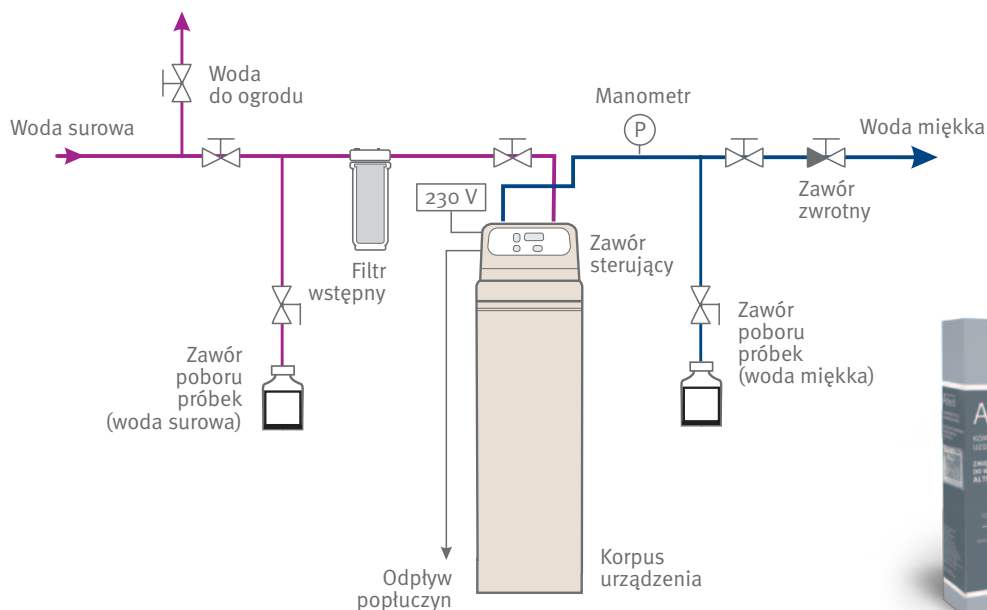 Woda
do ogrodu
Woda surowa
Manometr
P
Woda miękka
Zawór
zwrotny
230 V
Zawór
sterujący
Filtr
wstępny
Zawór
poboru
próbek
(woda surowa)
Zawór
poboru
próbek
(woda miękka)
Odpływ
popłuczyn
Korpus
urządzenia
A